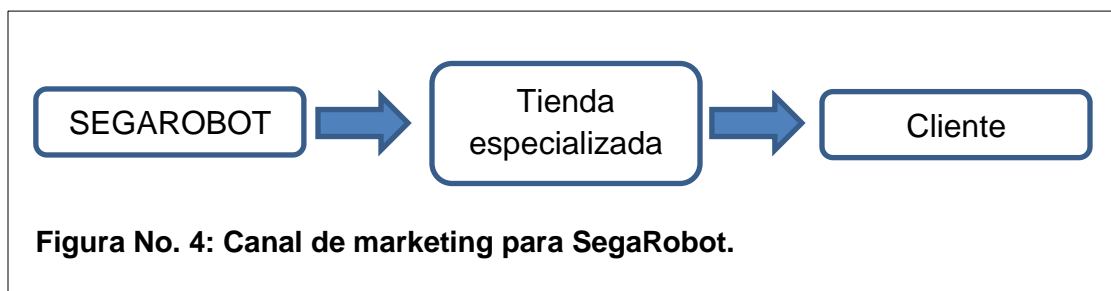 SEGAROBOT
Tienda
especializada
Cliente
Figura No. 4: Canal de marketing para SegaRobot.